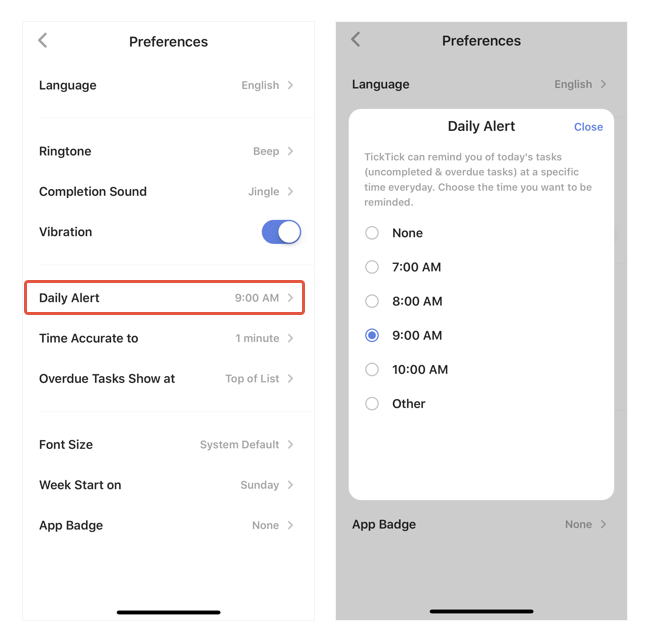 Preferences
Language English
Ringtone Beep
Completion Sound Jingle
Vibration
Daily Alert 9:00 AM
Time Accurate to 1 minute
Overdue Tasks Show at Top of List
Font Size System Default
Week Start on Sunday
App Badge None
Preferences
Language English
Daily Alert Close
TickTick can remind you of today's tasks
(uncompleted & overdue tasks) at a specific
time everyday. Choose the time you want to be
reminded.
None
7:00 AM
8:00 AM
9:00 AM
10:00 AM
Other
App Badge None